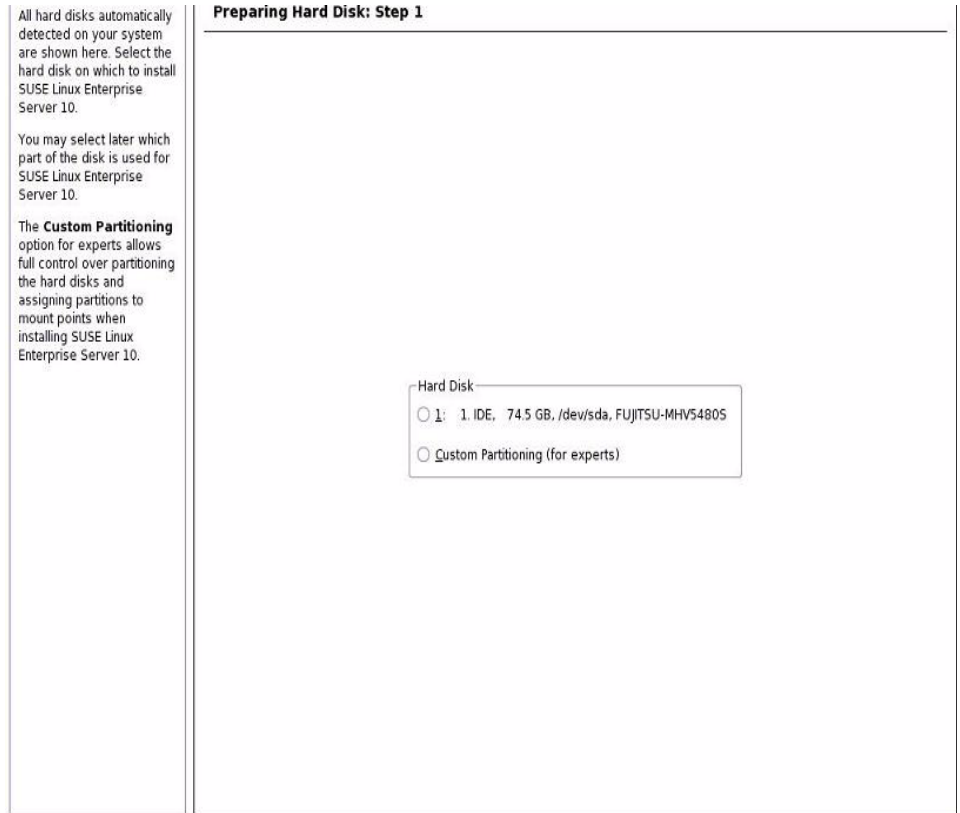 All hard disks automatically
detected on your system
are shown here. Select the
hard disk on which to install
SUSE Linux Enterprise
Server 10.
You may select later which
part of the disk is used for
SUSE Linux Enterprise
Server 10.
The Custom Partitioning
option for experts allows
full control over partitioning
the hard disks and
assigning partitions to
mount points when
installing SUSE Linux
Enterprise Server 10.
Preparing Hard Disk: Step 1
Hard Disk
1: 1. IDE, 74.5 GB, /dev/sda, FUJITSU-MHV5480S
Custom Partitioning (for experts)